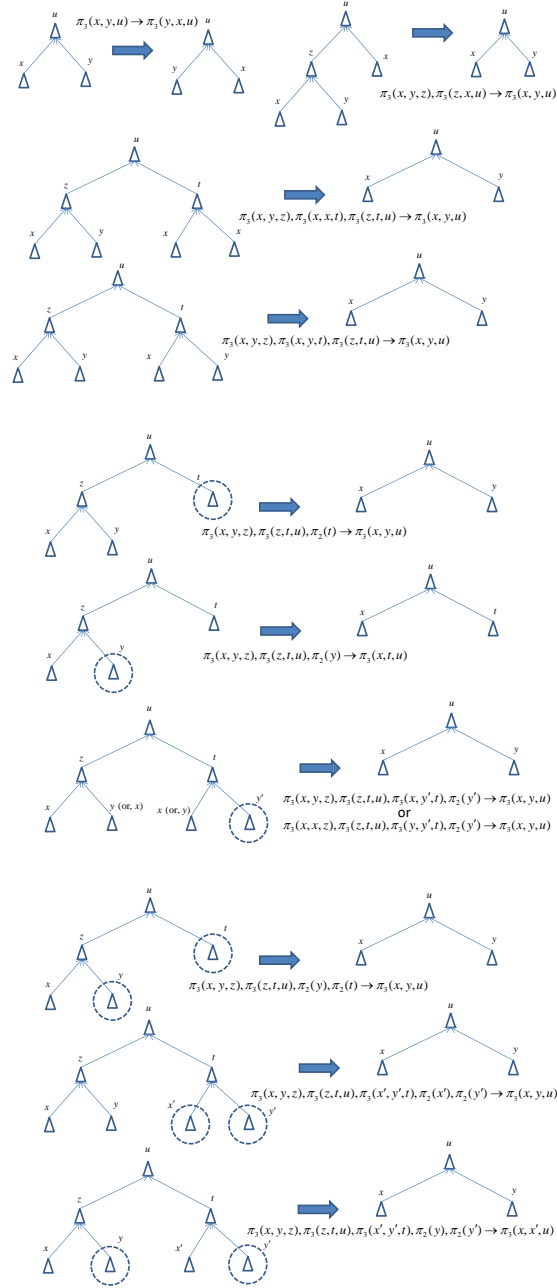 u π₃(x, y,u) → π₃(y, x,u) u u u
x y y x z x x y
x y π₃(x, y, z),π₃(z, x,u) → π₃(x, y,u)
u u
z t x y
x y x x π₃(x, y, z),π₃(x, x,t),π₃(z,t,u) → π₃(x, y,u)
u u
z t x y
x y x y π₃(x, y, z),π₃(x, y,t),π₃(z,t,u) → π₃(x, y,u)
u u
z t x y
x y π₃(x, y, z),π₃(z,t,u),π₂(t) → π₃(x, y,u)
u u
z t x t
x y π₃(x, y, z),π₃(z,t,u),π₂(y) → π₃(x,t,u)
u u
z t x y
x y (or, x) x (or, y) y' π₃(x, y, z),π₃(z,t,u),π₃(x, y',t),π₂(y') → π₃(x, y,u)
or
π₃(x, x, z),π₃(z,t,u),π₃(y, y',t),π₂(y') → π₃(x, y,u)
u u
z t x y
x y π₃(x, y, z),π₃(z,t,u),π₂(y),π₂(t) → π₃(x, y,u)
u u
z t x y
x y x' y' π₃(x, y, z),π₃(z,t,u),π₃(x', y',t),π₂(x'),π₂(y') → π₃(x, y,u)
u u
z t x y
x y x' y' π₃(x, y, z),π₃(z,t,u),π₃(x', y',t),π₂(y),π₂(y') → π₃(x, x',u)